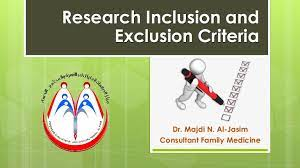 Research Inclusion and
Exclusion Criteria
Dr. Majdi N. Al-Jasim
Consultant Family Medicine